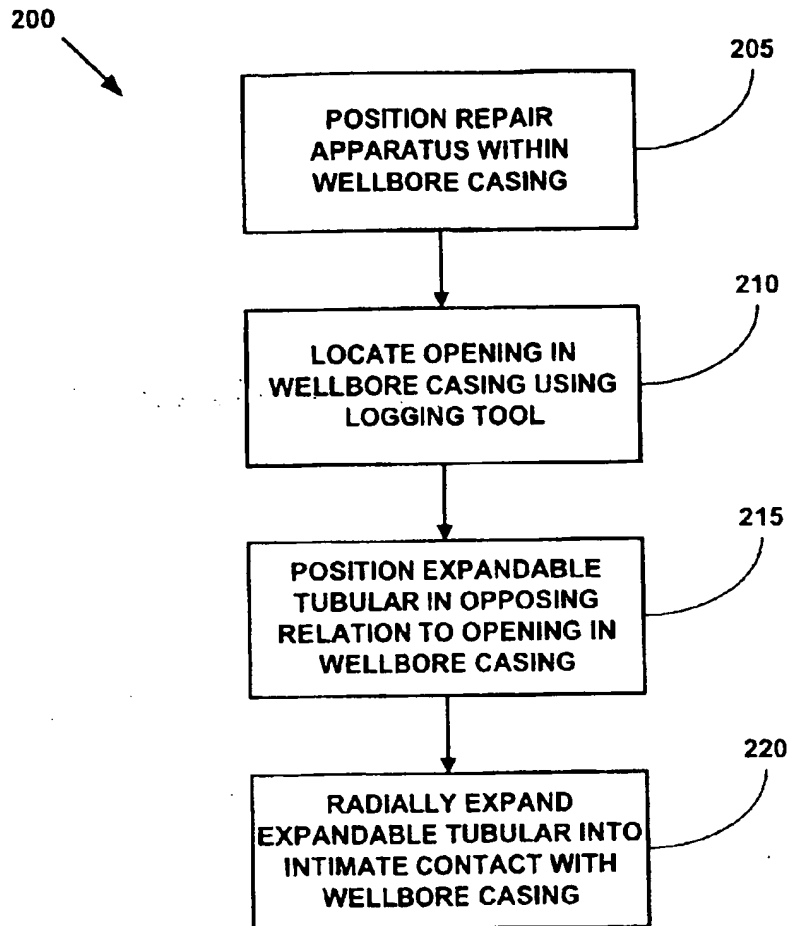 200
205
POSITION REPAIR
APPARATUS WITHIN
WELLBORE CASING
210
LOCATE OPENING IN
WELLBORE CASING USING
LOGGING TOOL
215
POSITION EXPANDABLE
TUBULAR IN OPPOSING
RELATION TO OPENING IN
WELLBORE CASING
220
RADIALLY EXPAND
EXPANDABLE TUBULAR INTO
INTIMATE CONTACT WITH
WELLBORE CASING